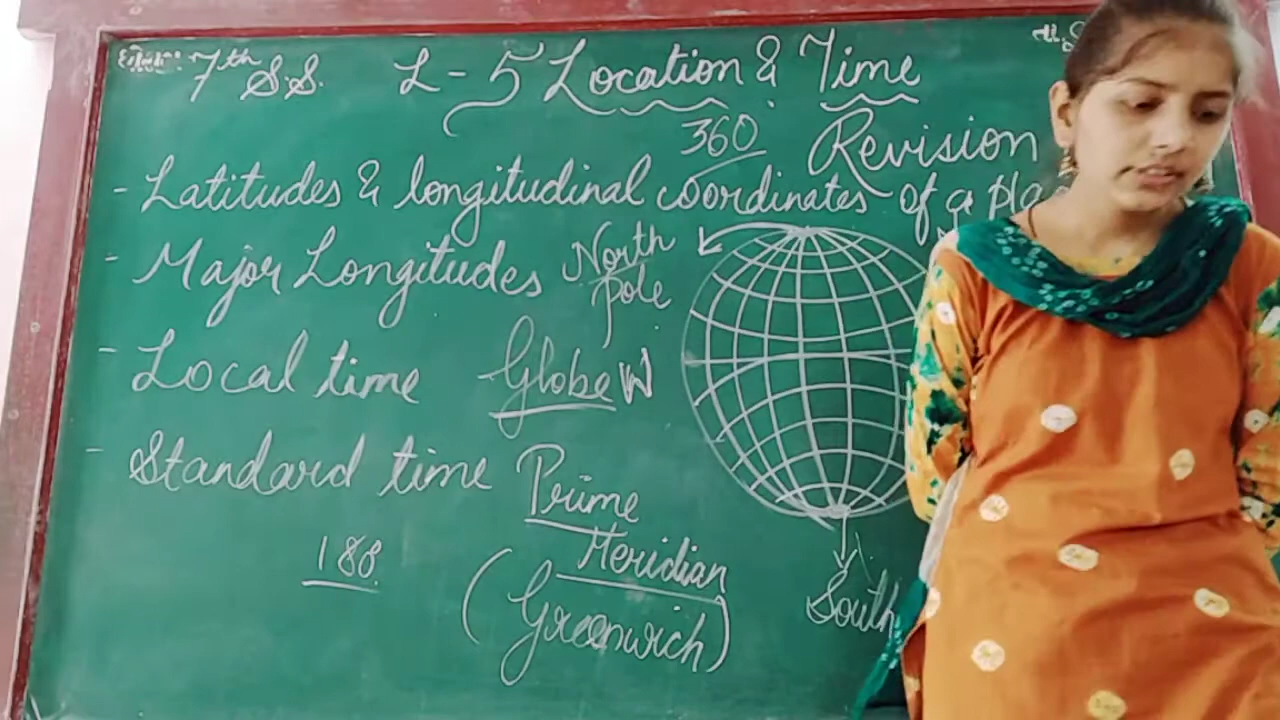 7th S.S. L-5 Location & Time
360 Revision
- Latitudes & longitudinal coordinates of a pla
- Major Longitudes North pole
- Local time Globe W
- Standard time Prime
Meridian
180
(Greenwich)
South